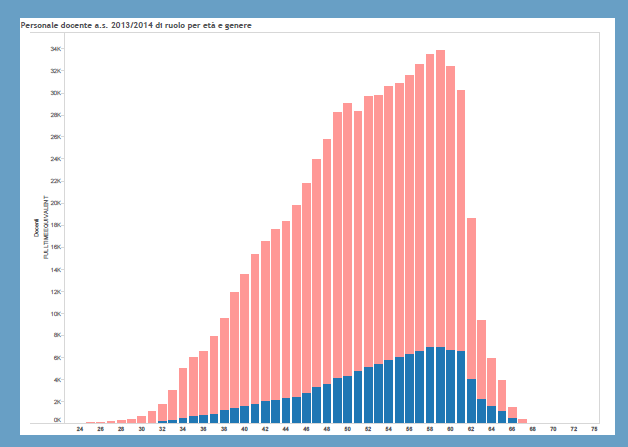 Personale docente a.s. 2013/2014 di ruolo per età e genere
34K
32K
30K
28K
26K
24K
22K
20K
18K
16K
14K
12K
10K
8K
6K
4K
2K
0K
Docenti
FULLTIMEEQUIVALENT
24 26 28 30 32 34 36 38 40 42 44 46 48 50 52 54 56 58 60 62 64 66 68 70 72 75